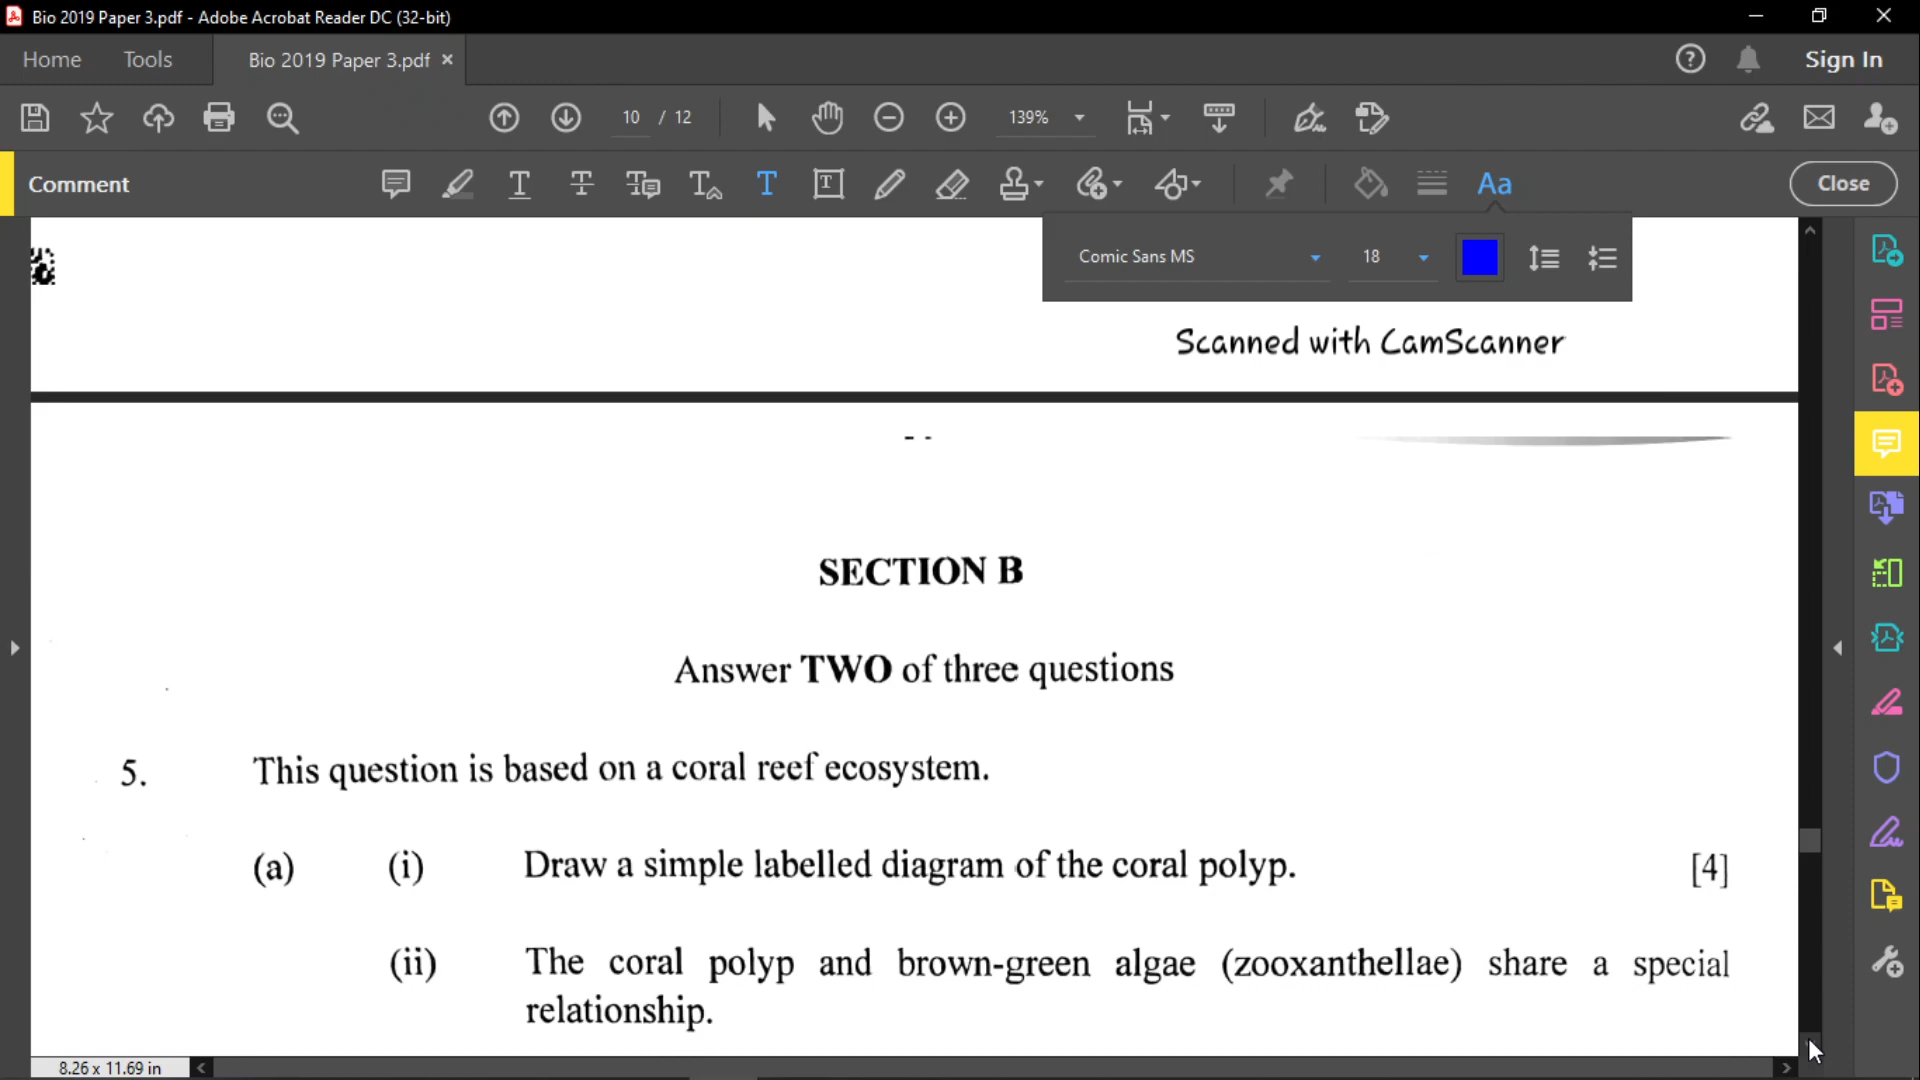 Bio 2019 Paper 3.pdf - Adobe Acrobat Reader DC (32-bit)
Home
Tools
Bio 2019 Paper 3.pdf
Sign In
10 / 12
139%
Comment
Aa
Close
Comic Sans MS
18
Scanned with CamScanner
SECTION B
Answer TWO of three questions
5. This question is based on a coral reef ecosystem.
(a) (i) Draw a simple labelled diagram of the coral polyp. [4]
(ii) The coral polyp and brown-green algae (zooxanthellae) share a special
relationship.
8.26 x 11.69 in